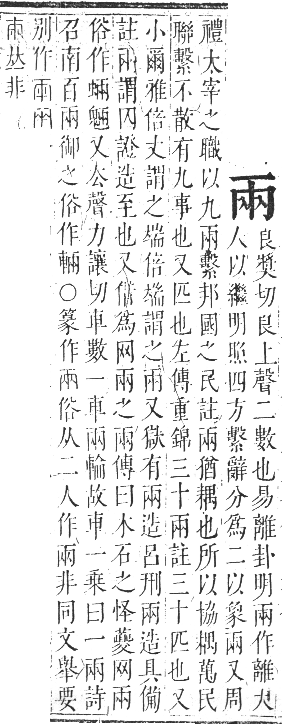 兩
良獎切良上聲二數也易離卦明兩作離大
人以繼明照四方繫辭分爲二以象兩又周
禮太宰之職以九兩繫邦國之民註兩猶耦也所以協耦萬民
聯繫不散有九事也又匹也左傳重錦三十兩註三十匹也又
小爾雅倍丈謂之端倍端謂之兩又獄有兩造呂刑兩造具備
註兩謂囚證造至也又借爲网兩之兩傳曰木石之怪夔网兩
俗作蜽魎又厺聲力讓切車數一車兩輪故車一乘曰一兩詩
召南百兩御之俗作輛○篆作㒳俗从二人作兩非同文舉要
別作㒳
㒳丛非